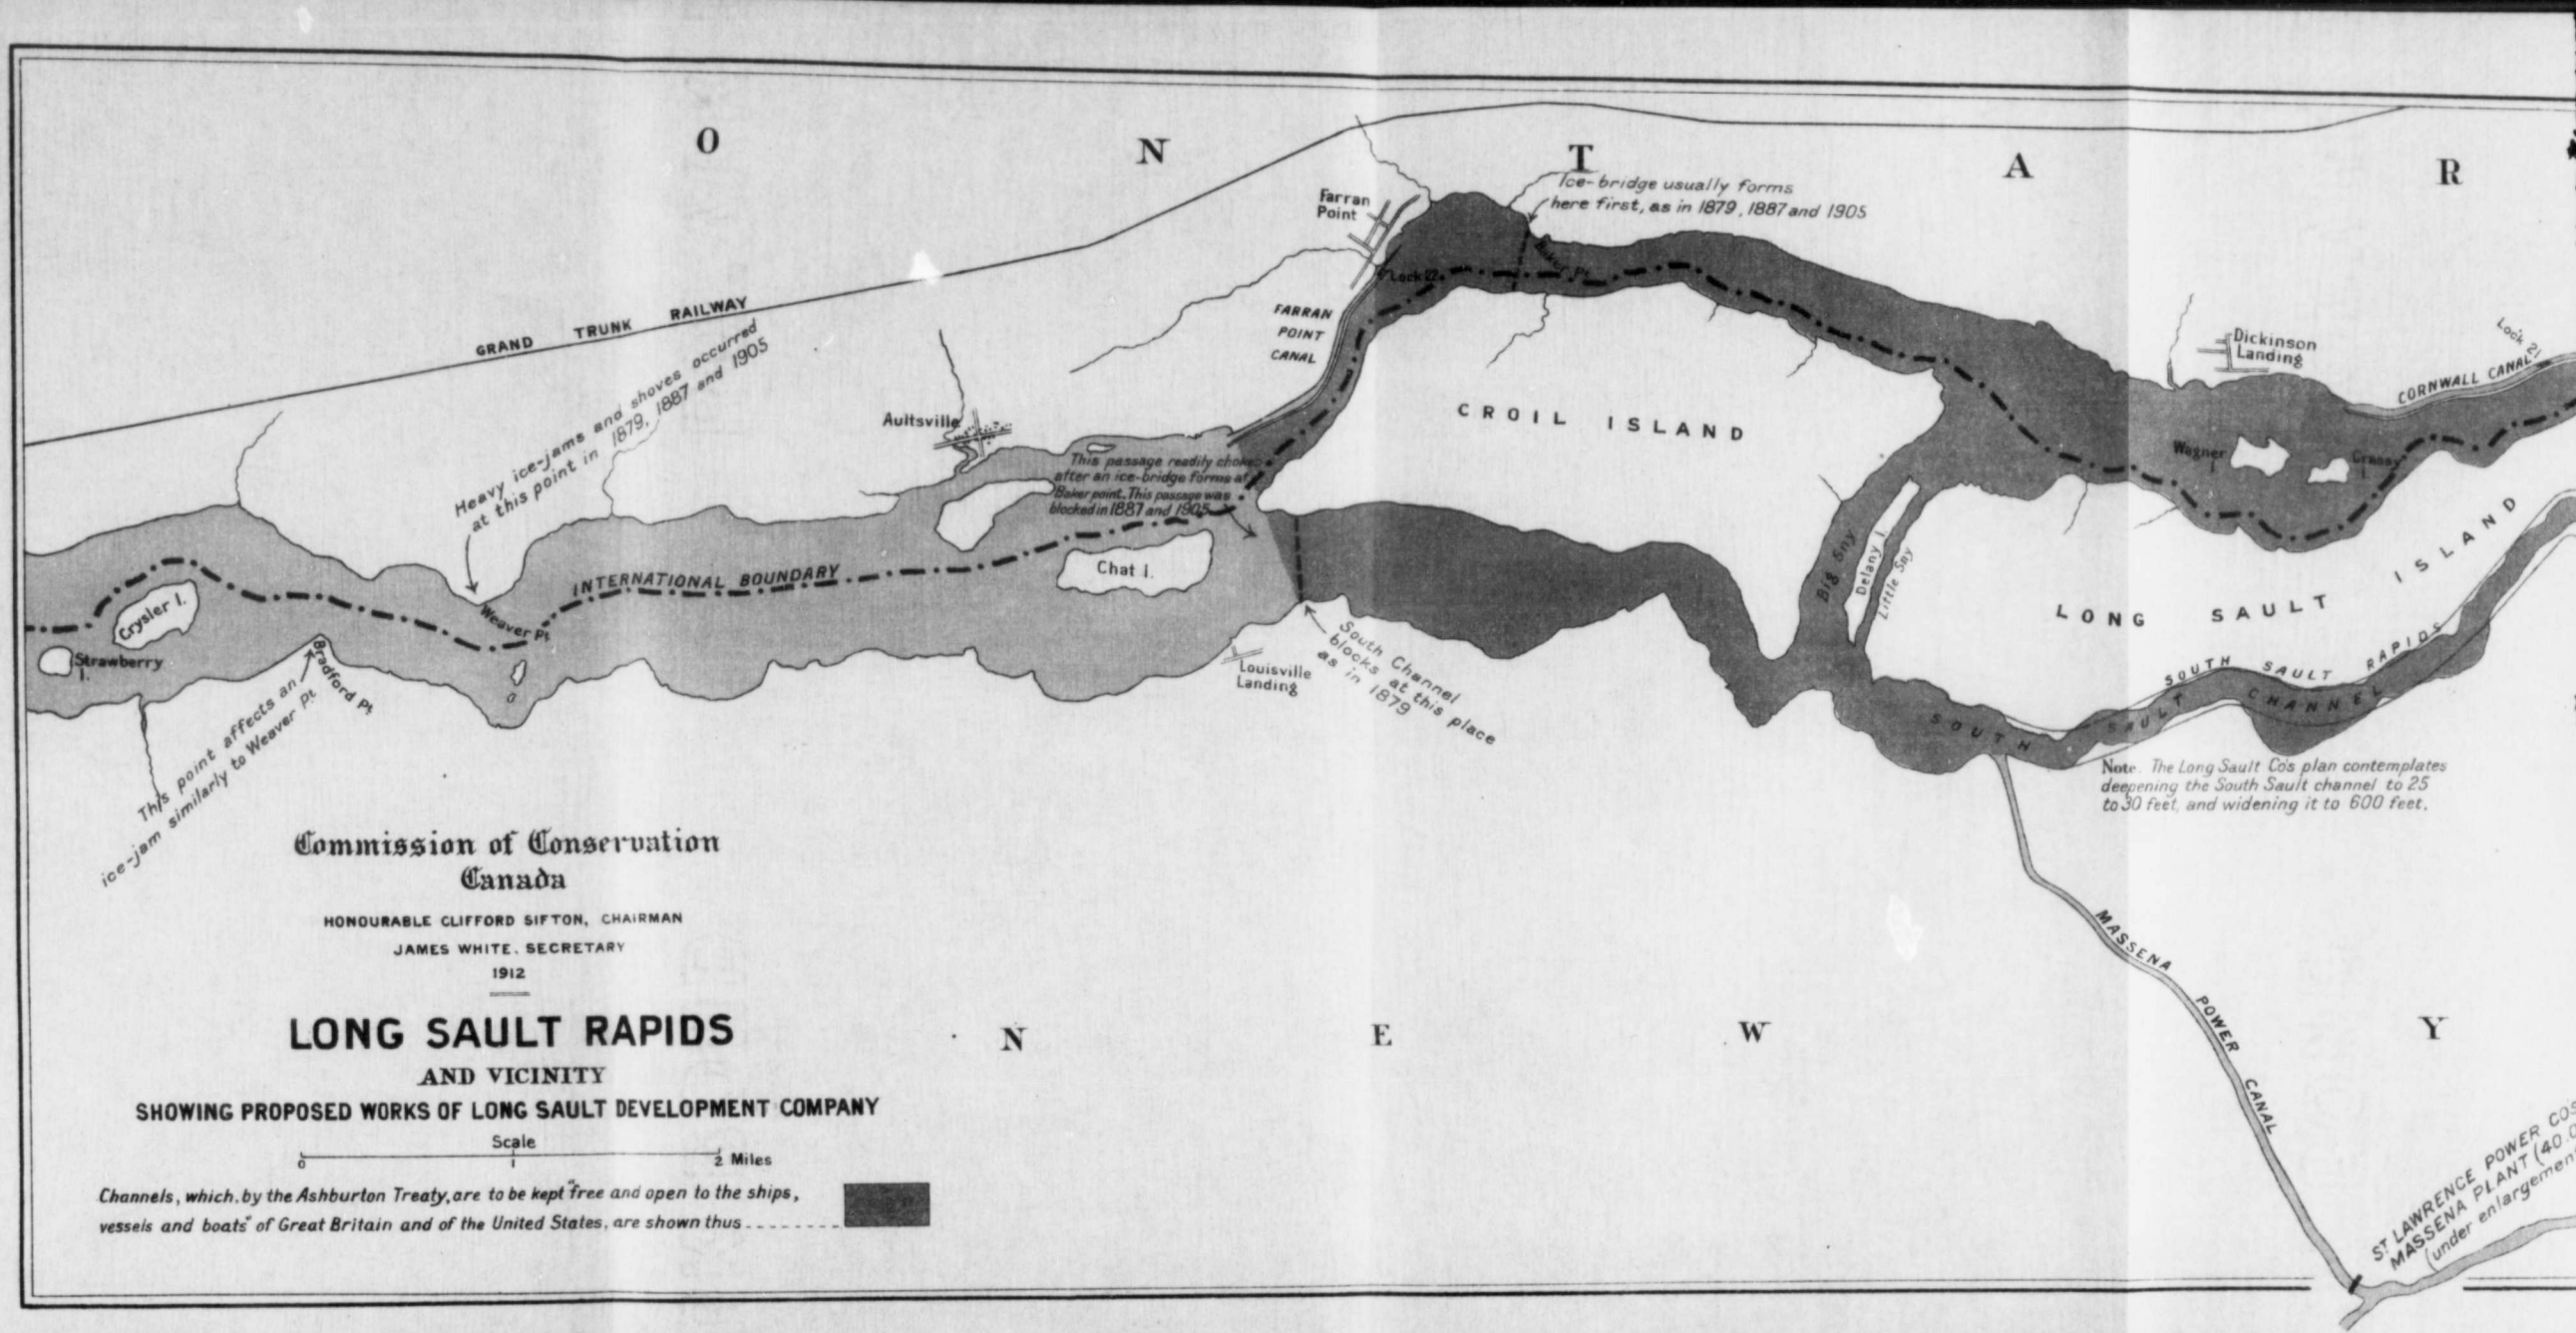 O N T A R
Ice-bridge usually forms
here first, as in 1879, 1887 and 1905
Farran
Point
Lock 22
Baker Pt.
FARRAN
POINT
CANAL
GRAND TRUNK RAILWAY
Heavy ice-jams and shoves occurred
at this point in 1879, 1887 and 1905
Aultsville
This passage readily chokes
after an ice-bridge forms at
Baker point. This passage was
blocked in 1887 and 1905
CROIL ISLAND
Dickinson
Landing
Lock 21
CORNWALL CANAL
Wagner
I.
Grassy
I.
Big Sny
Delany I.
Little Sny
LONG SAULT ISLAND
INTERNATIONAL BOUNDARY
Chat I.
Crysler I.
Strawberry
I.
Weaver Pt.
Bradford Pt.
This point affects an
ice-jam similarly to Weaver Pt.
Louisville
Landing
South Channel
blocks at this place
as in 1879
SOUTH SAULT RAPIDS
SOUTH SAULT CHANNEL
Note. The Long Sault Co's plan contemplates
deepening the South Sault channel to 25
to 30 feet, and widening it to 600 feet.
MASSENA POWER CANAL
Commission of Conservation
Canada
HONOURABLE CLIFFORD SIFTON, CHAIRMAN
JAMES WHITE, SECRETARY
1912
LONG SAULT RAPIDS
AND VICINITY
SHOWING PROPOSED WORKS OF LONG SAULT DEVELOPMENT COMPANY
Scale
0 1 2 Miles
Channels, which, by the Ashburton Treaty, are to be kept "free and open to the ships,
vessels and boats" of Great Britain and of the United States, are shown thus
N E W Y
ST LAWRENCE POWER COS
MASSENA PLANT (40.0
(under enlargement